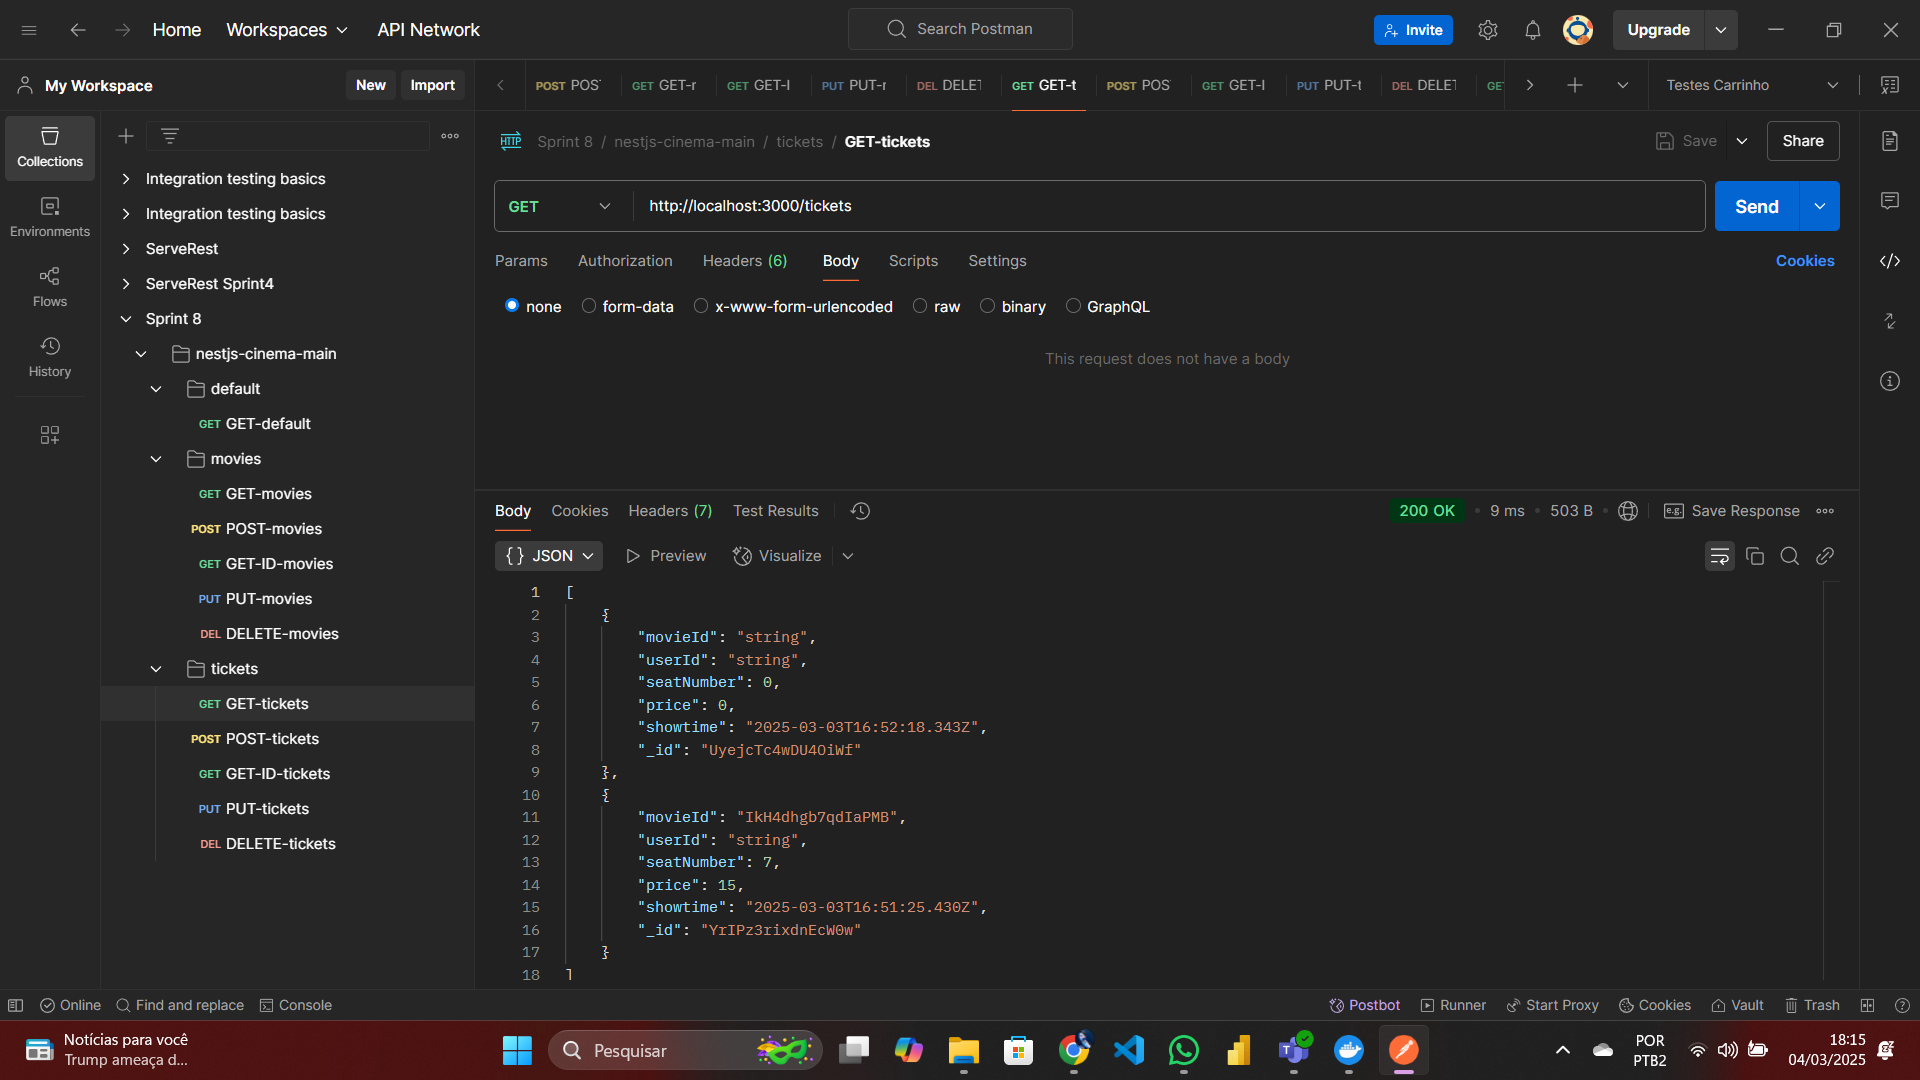 Home
Workspaces
API Network
Search Postman
Invite
Upgrade
My Workspace
New
Import
POST POS
GET GET-r
GET GET-I
PUT PUT-r
DEL DELET
GET GET-t
POST POS
GET GET-I
PUT PUT-t
DEL DELET
GE
Testes Carrinho
Collections
Environments
Flows
History
Integration testing basics
Integration testing basics
ServeRest
ServeRest Sprint4
Sprint 8
nestjs-cinema-main
default
GET GET-default
movies
GET GET-movies
POST POST-movies
GET GET-ID-movies
PUT PUT-movies
DEL DELETE-movies
tickets
GET GET-tickets
POST POST-tickets
GET GET-ID-tickets
PUT PUT-tickets
DEL DELETE-tickets
HTTP Sprint 8 / nestjs-cinema-main / tickets / GET-tickets
Save
Share
GET
http://localhost:3000/tickets
Send
Params Authorization Headers (6) Body Scripts Settings
Cookies
none form-data x-www-form-urlencoded raw binary GraphQL
This request does not have a body
Body Cookies Headers (7) Test Results
200 OK • 9 ms • 503 B •
e.g. Save Response
{} JSON
Preview
Visualize
1 [
2 {
3 "movieId": "string",
4 "userId": "string",
5 "seatNumber": 0,
6 "price": 0,
7 "showtime": "2025-03-03T16:52:18.343Z",
8 "_id": "UyejcTc4wDU4OiWf"
9 },
10 {
11 "movieId": "IkH4dhgb7qdIaPMB",
12 "userId": "string",
13 "seatNumber": 7,
14 "price": 15,
15 "showtime": "2025-03-03T16:51:25.430Z",
16 "_id": "YrIPz3rixdnEcW0w"
17 }
18 ]
Online
Find and replace
Console
Postbot
Runner
Start Proxy
Cookies
Vault
Trash
Notícias para você
Trump ameaça d...
Pesquisar
POR
PTB2
18:15
04/03/2025